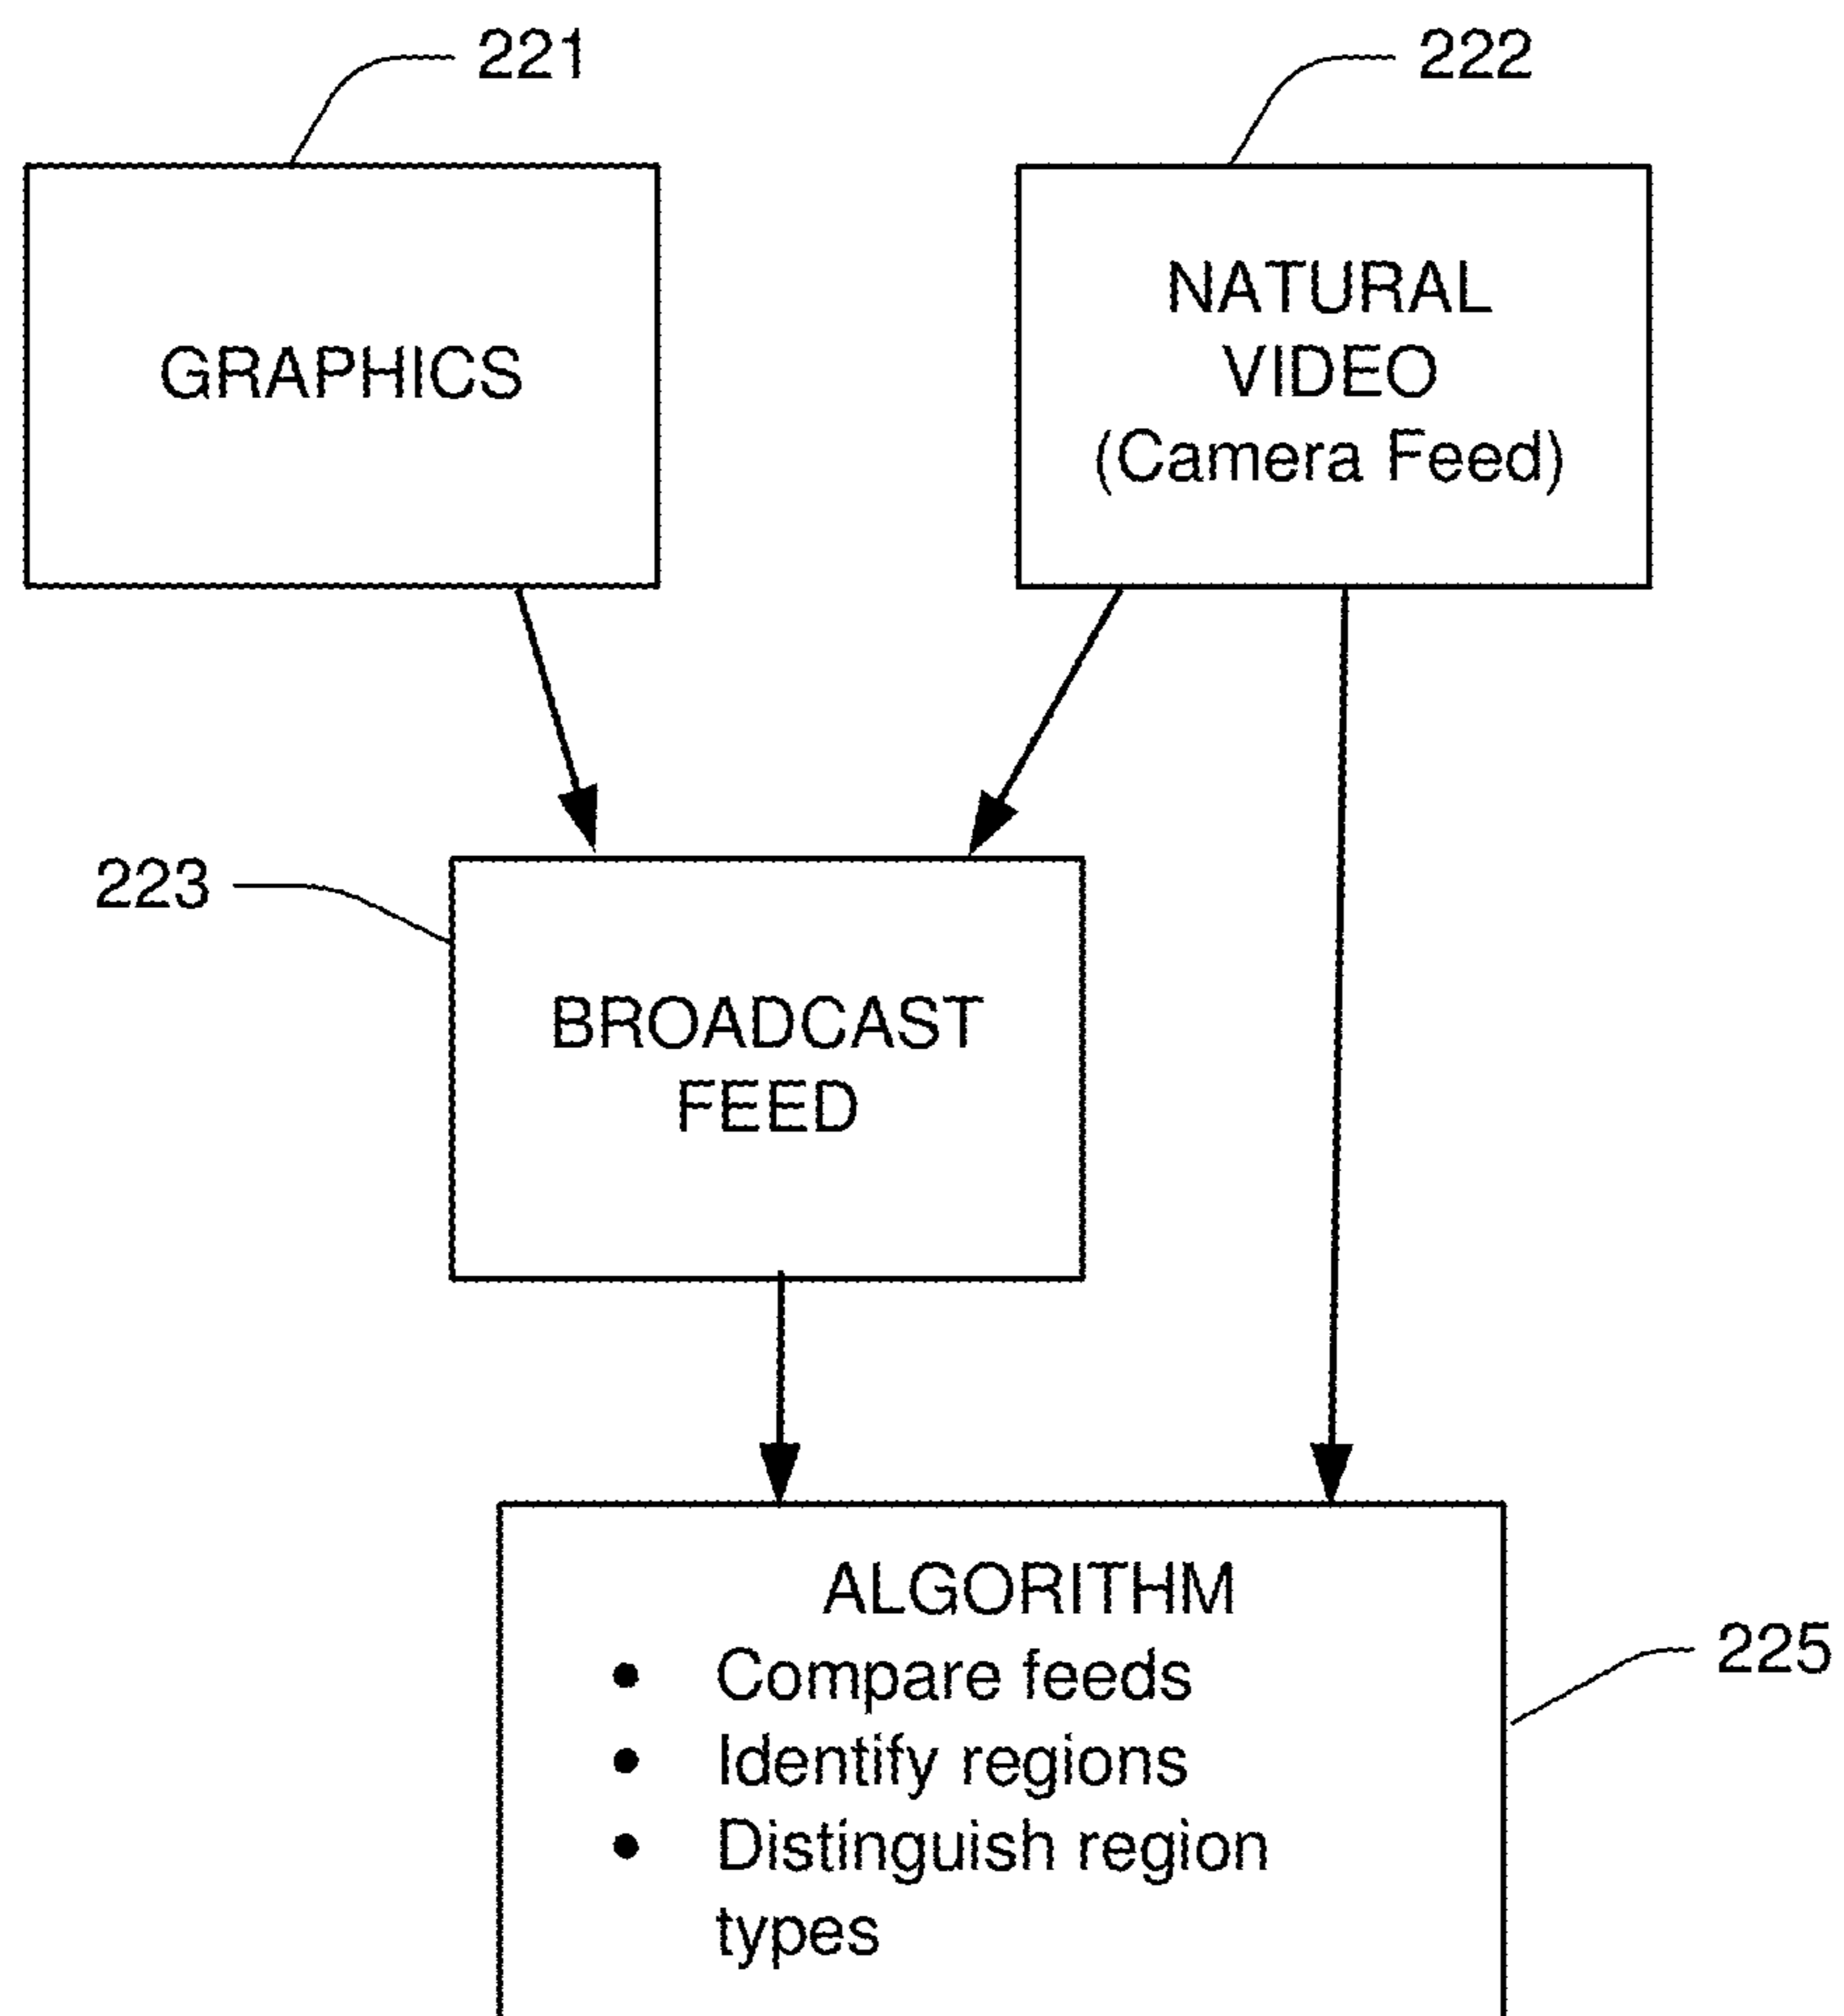 221
222
GRAPHICS
NATURAL
VIDEO
(Camera Feed)
223
BROADCAST
FEED
ALGORITHM
• Compare feeds
• Identify regions
• Distinguish region
types
225